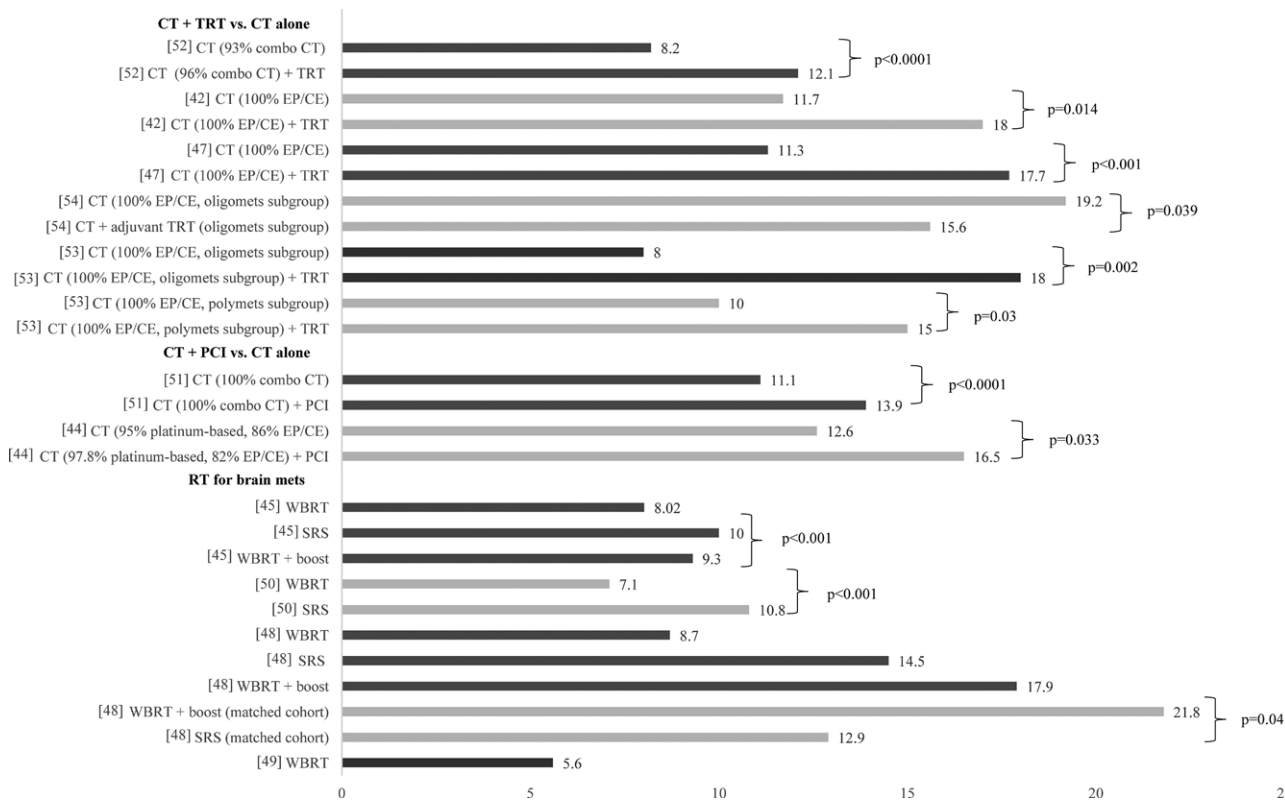 CT + TRT vs. CT alone
[52] CT (93% combo CT) 8.2
p<0.0001
[52] CT (96% combo CT) + TRT 12.1
[42] CT (100% EP/CE) 11.7
p=0.014
[42] CT (100% EP/CE) + TRT 18
[47] CT (100% EP/CE) 11.3
p<0.001
[47] CT (100% EP/CE) + TRT 17.7
[54] CT (100% EP/CE, oligomets subgroup) 19.2
p=0.039
[54] CT + adjuvant TRT (oligomets subgroup) 15.6
[53] CT (100% EP/CE, oligomets subgroup) 8
p=0.002
[53] CT (100% EP/CE, oligomets subgroup) + TRT 18
[53] CT (100% EP/CE, polymets subgroup) 10
p=0.03
[53] CT (100% EP/CE, polymets subgroup) + TRT 15
CT + PCI vs. CT alone
[51] CT (100% combo CT) 11.1
p<0.0001
[51] CT (100% combo CT) + PCI 13.9
[44] CT (95% platinum-based, 86% EP/CE) 12.6
p=0.033
[44] CT (97.8% platinum-based, 82% EP/CE) + PCI 16.5
RT for brain mets
[45] WBRT 8.02
[45] SRS 10
p<0.001
[45] WBRT + boost 9.3
[50] WBRT 7.1
p<0.001
[50] SRS 10.8
[48] WBRT 8.7
[48] SRS 14.5
[48] WBRT + boost 17.9
[48] WBRT + boost (matched cohort) 21.8
p=0.04
[48] SRS (matched cohort) 12.9
[49] WBRT 5.6
0 5 10 15 20 2